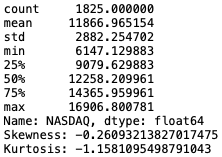 count 1825.000000
mean 11866.965154
std 2882.254702
min 6147.129883
25% 9079.629883
50% 12258.209961
75% 14365.959961
max 16906.800781
Name: NASDAQ, dtype: float64
Skewness: -0.26093213827017475
Kurtosis: -1.1581095498791043